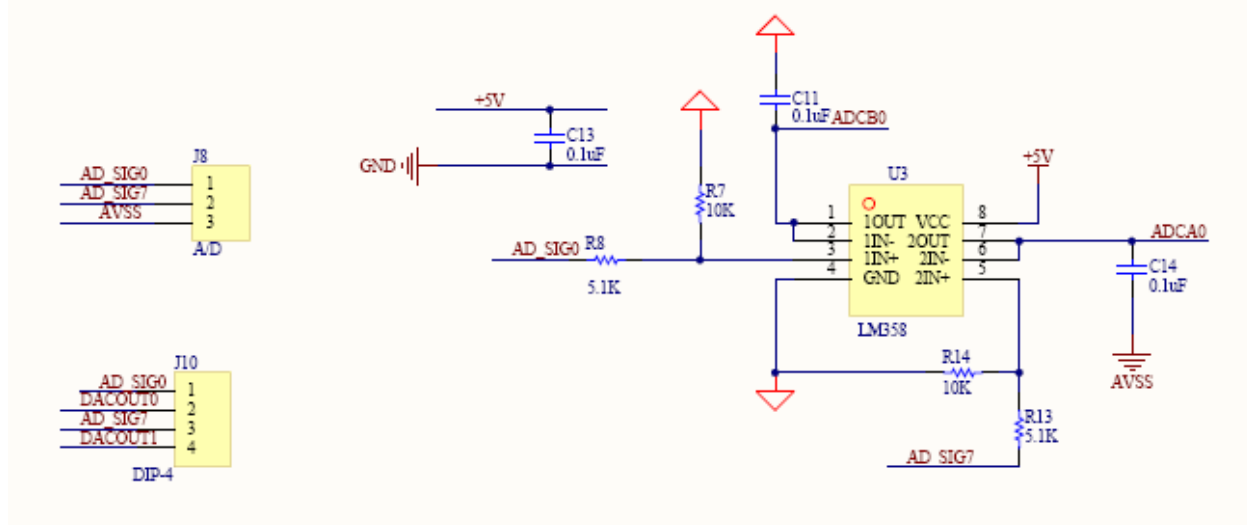 J8
AD_SIG0
AD_SIG7
AVSS
1
2
3
A/D
+5V
C13
0.1uF
GND
C11
0.1uF
ADCB0
R7
10K
AD_SIG0
R8
5.1K
U3
+5V
1
2
3
4
1OUT VCC
1IN- 2OUT
1IN+ 2IN-
GND 2IN+
8
7
6
5
LM358
ADCA0
C14
0.1uF
AVSS
R14
10K
R13
5.1K
AD_SIG7
J10
AD_SIG0
DACOUT0
AD_SIG7
DACOUT1
1
2
3
4
DIP-4